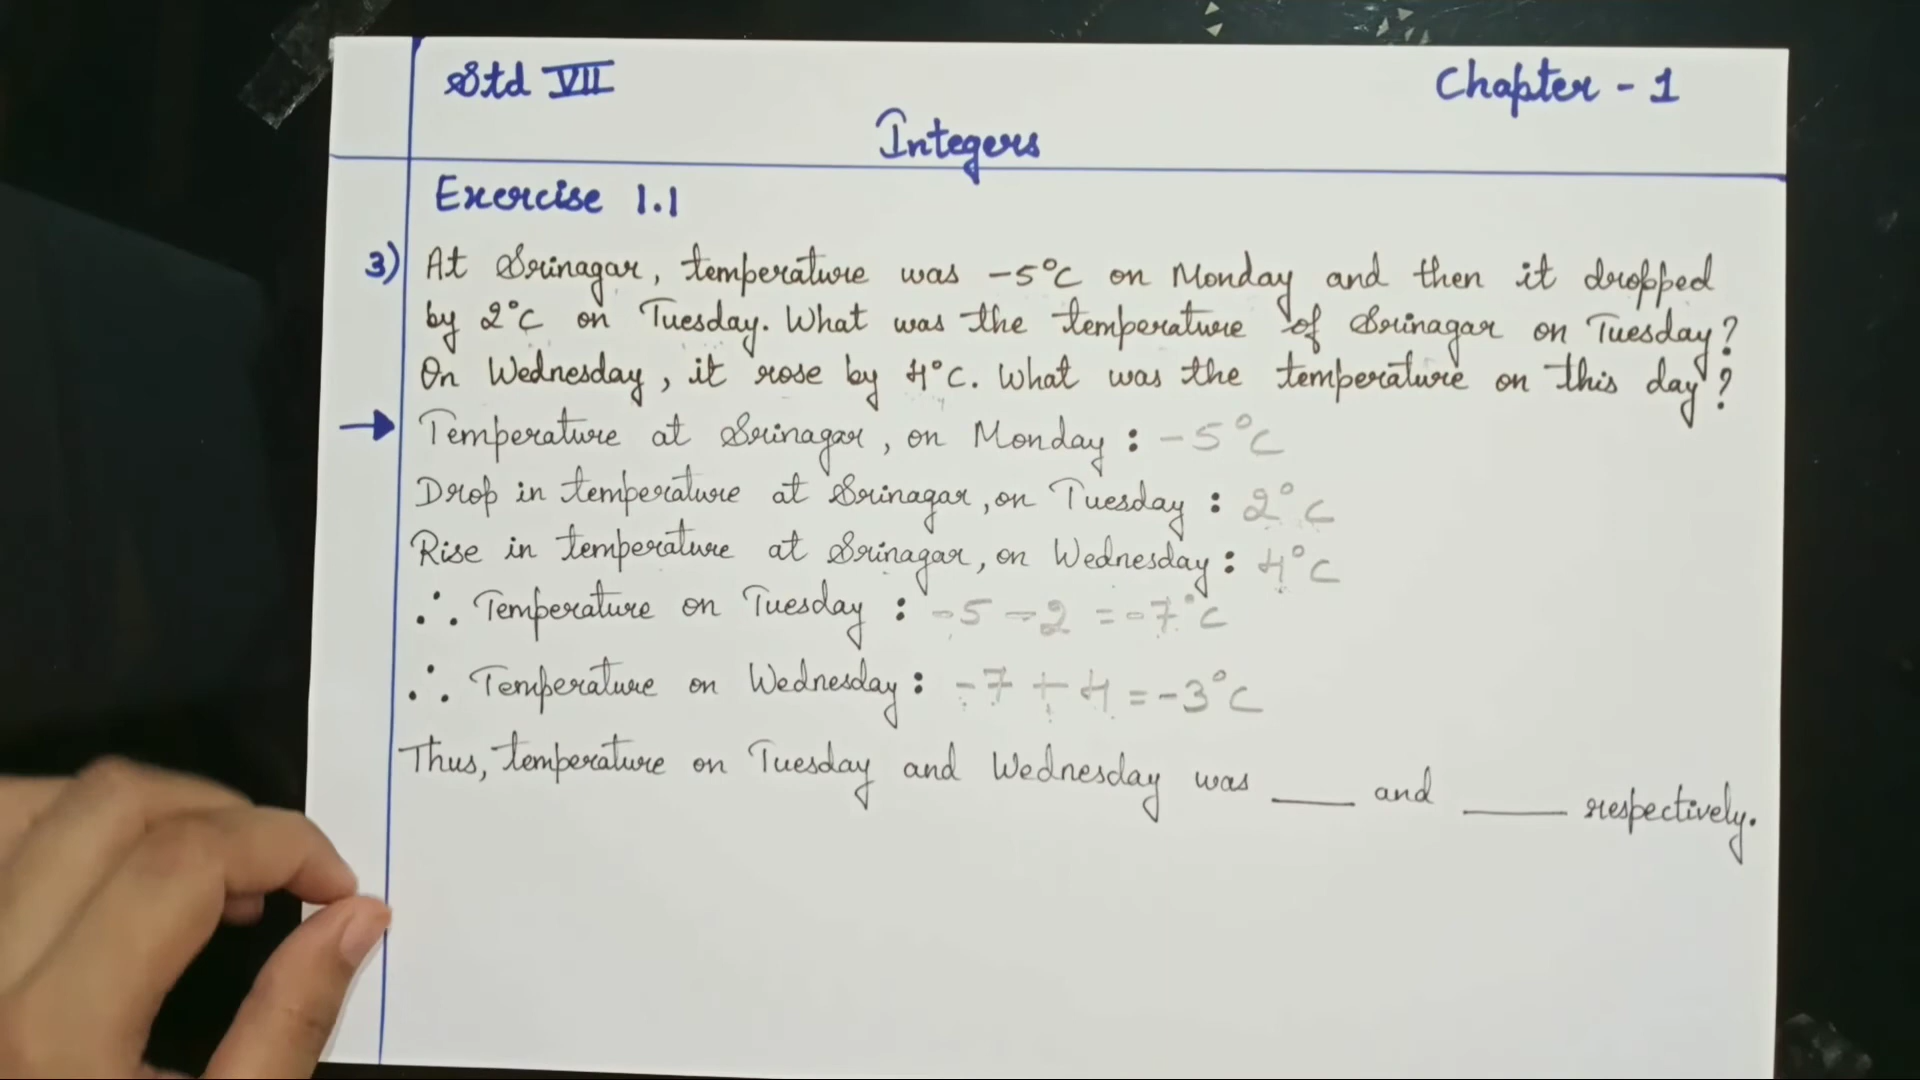 Std VII
Chapter - 1
Integers
Exercise 1.1
3) At Srinagar, temperature was -5°C on Monday and then it dropped
by 2°C on Tuesday. What was the temperature of Srinagar on Tuesday?
On Wednesday, it rose by 4°C. What was the temperature on this day?
→ Temperature at Srinagar, on Monday : -5°C
Drop in temperature at Srinagar, on Tuesday : 2°C
Rise in temperature at Srinagar, on Wednesday : 4°C
∴ Temperature on Tuesday : -5 - 2 = -7°C
∴ Temperature on Wednesday : -7 + 4 = -3°C
Thus, temperature on Tuesday and Wednesday was ____ and ____ respectively.